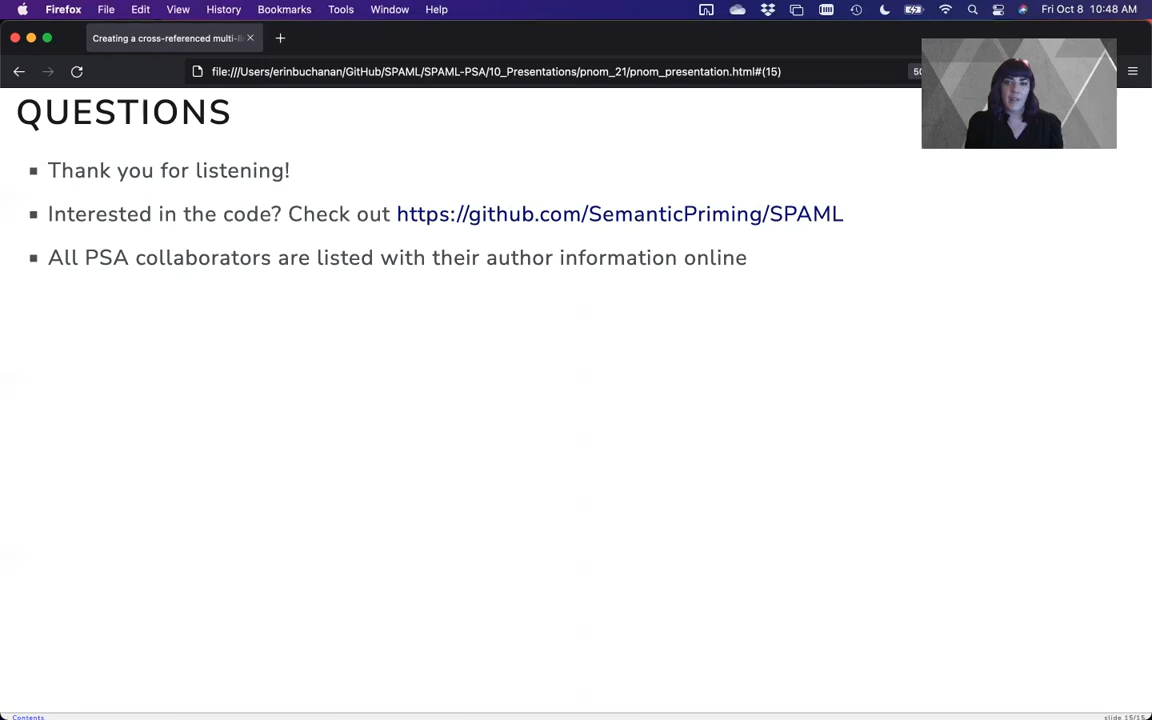 Firefox File Edit View History Bookmarks Tools Window Help Fri Oct 8 10:48 AM
Creating a cross-referenced multi-li
file:///Users/erinbuchanan/GitHub/SPAML/SPAML-PSA/10_Presentations/pnom_21/pnom_presentation.html#(15)
QUESTIONS
Thank you for listening!
Interested in the code? Check out https://github.com/SemanticPriming/SPAML
All PSA collaborators are listed with their author information online
Contents slide 15/15